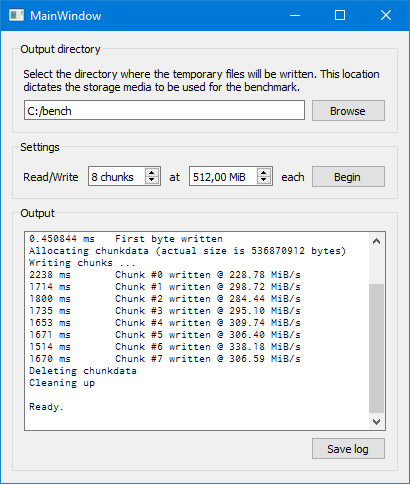 MainWindow
Output directory
Select the directory where the temporary files will be written. This location
dictates the storage media to be used for the benchmark.
C:/bench
Browse
Settings
Read/Write 8 chunks at 512,00 MiB each Begin
Output
0.450844 ms First byte written
Allocating chunkdata (actual size is 536870912 bytes)
Writing chunks ...
2238 ms Chunk #0 written @ 228.78 MiB/s
1714 ms Chunk #1 written @ 298.72 MiB/s
1800 ms Chunk #2 written @ 284.44 MiB/s
1735 ms Chunk #3 written @ 295.10 MiB/s
1653 ms Chunk #4 written @ 309.74 MiB/s
1671 ms Chunk #5 written @ 306.40 MiB/s
1514 ms Chunk #6 written @ 338.18 MiB/s
1670 ms Chunk #7 written @ 306.59 MiB/s
Deleting chunkdata
Cleaning up
Ready.
Save log